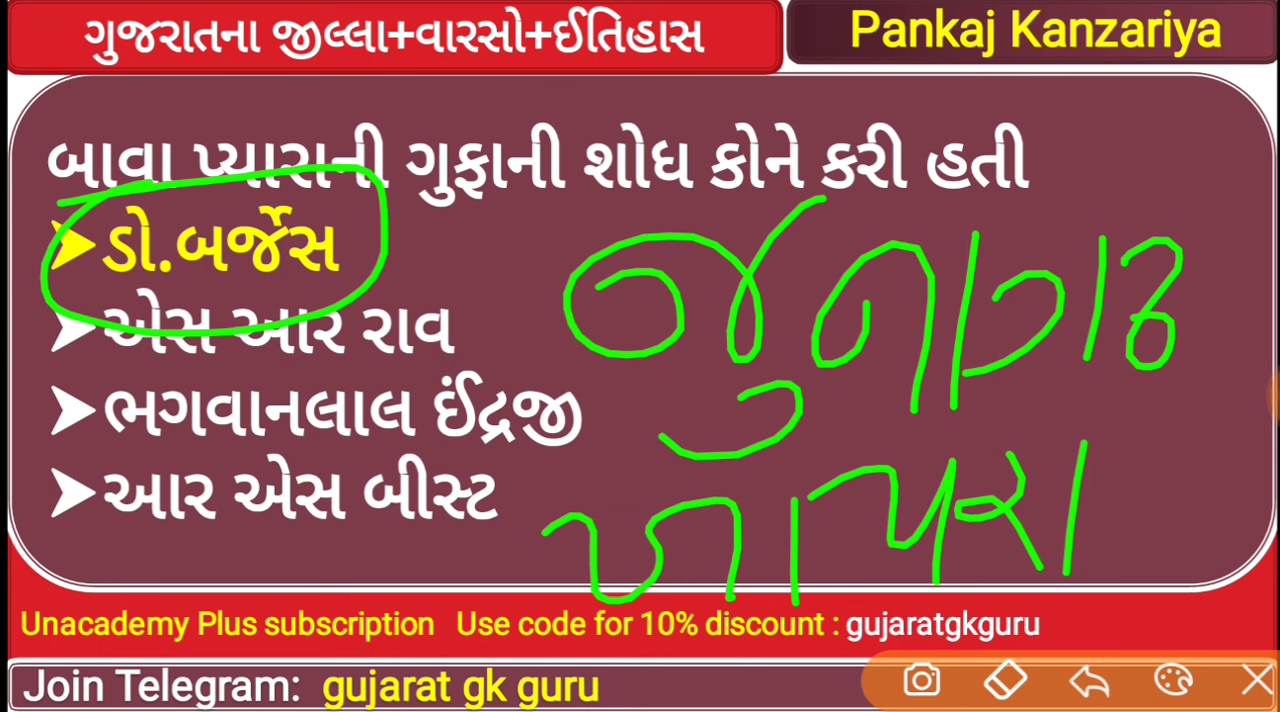 ગુજરાતના જીલ્લા+વારસો+ઈતિહાસ
Pankaj Kanzariya
બાવા પ્યારાની ગુફાની શોધ કોને કરી હતી
➤ડો.બર્જેસ
➤એસ આર રાવ
➤ભગવાનલાલ ઈંદ્રજી
➤આર એસ બીસ્ટ
જુનાગઢ
ખાપરા
Unacademy Plus subscription Use code for 10% discount : gujaratgkguru
Join Telegram: gujarat gk guru